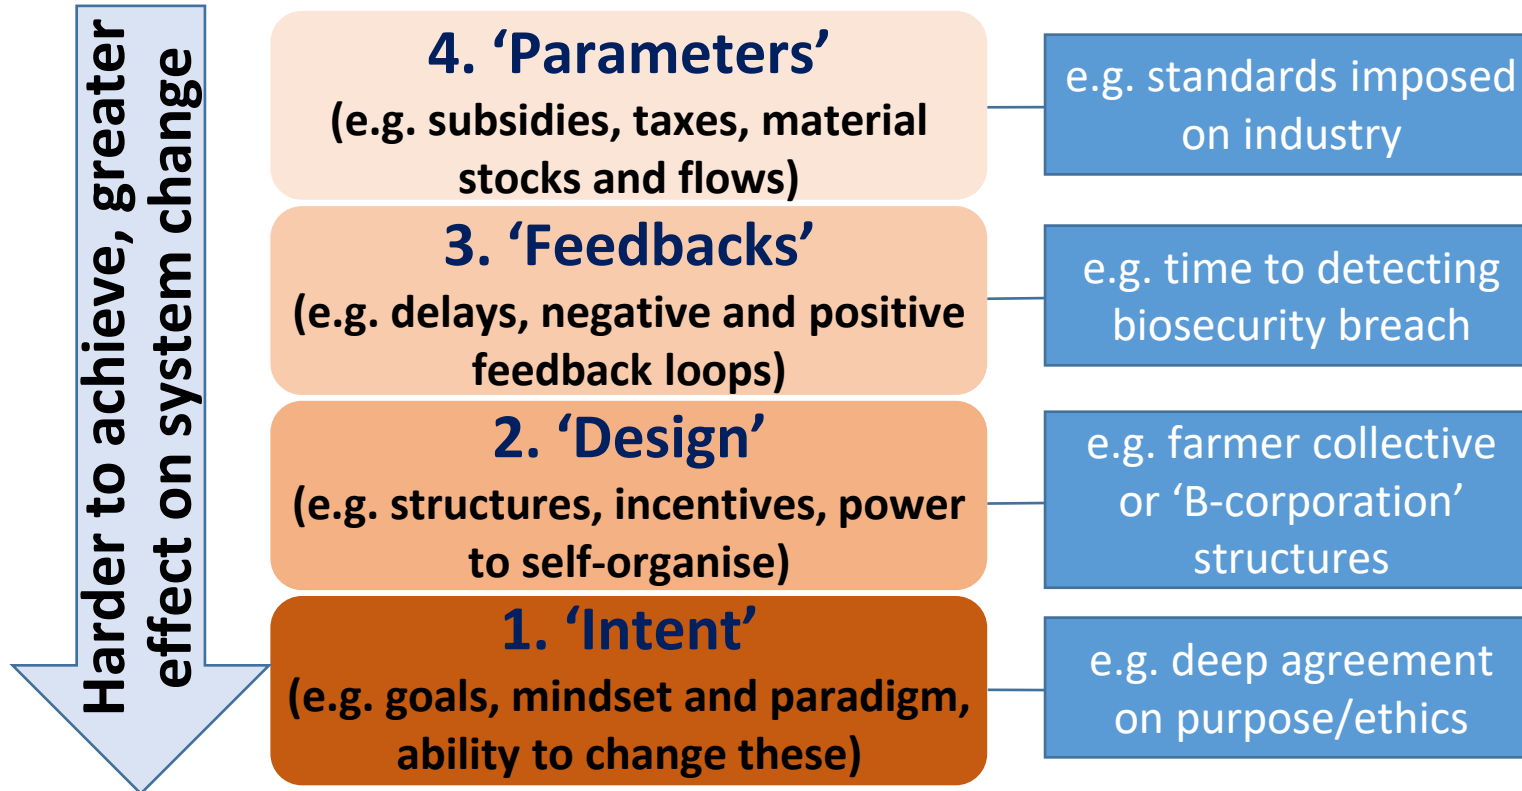 Harder to achieve, greater
effect on system change
4. ‘Parameters’
(e.g. subsidies, taxes, material
stocks and flows)
e.g. standards imposed
on industry
3. ‘Feedbacks’
(e.g. delays, negative and positive
feedback loops)
e.g. time to detecting
biosecurity breach
2. ‘Design’
(e.g. structures, incentives, power
to self-organise)
e.g. farmer collective
or ‘B-corporation’
structures
1. ‘Intent’
(e.g. goals, mindset and paradigm,
ability to change these)
e.g. deep agreement
on purpose/ethics